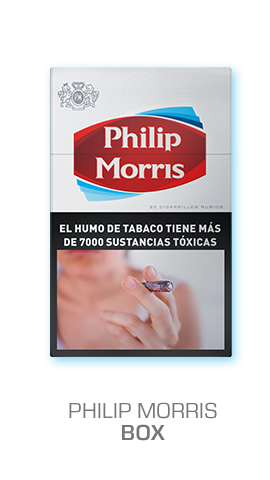 Philip
Morris
20 CIGARRILLOS RUBIOS
EL HUMO DE TABACO TIENE MÁS
DE 7000 SUSTANCIAS TÓXICAS
PHILIP MORRIS
BOX